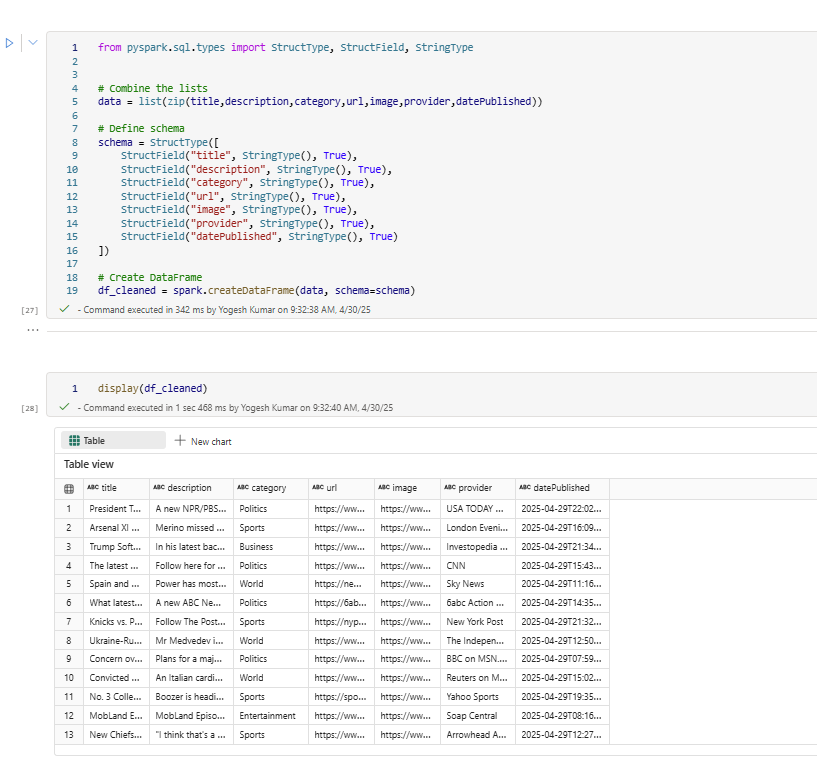 1 from pyspark.sql.types import StructType, StructField, StringType
2
3
4 # Combine the lists
5 data = list(zip(title,description,category,url,image,provider,datePublished))
6
7 # Define schema
8 schema = StructType([
9 StructField("title", StringType(), True),
10 StructField("description", StringType(), True),
11 StructField("category", StringType(), True),
12 StructField("url", StringType(), True),
13 StructField("image", StringType(), True),
14 StructField("provider", StringType(), True),
15 StructField("datePublished", StringType(), True)
16 ])
17
18 # Create DataFrame
19 df_cleaned = spark.createDataFrame(data, schema=schema)
[27] - Command executed in 342 ms by Yogesh Kumar on 9:32:38 AM, 4/30/25
...
1 display(df_cleaned)
[28] - Command executed in 1 sec 468 ms by Yogesh Kumar on 9:32:40 AM, 4/30/25
Table + New chart
Table view
ABC title ABC description ABC category ABC url ABC image ABC provider ABC datePublished
1 President T... A new NPR/PBS... Politics https://ww... https://ww... USA TODAY ... 2025-04-29T22:02...
2 Arsenal XI ... Merino missed ... Sports https://ww... https://ww... London Eveni... 2025-04-29T16:09...
3 Trump Soft... In his latest bac... Business https://ww... https://ww... Investopedia ... 2025-04-29T21:34...
4 The latest ... Follow here for ... Politics https://ww... https://ww... CNN 2025-04-29T15:43...
5 Spain and ... Power has most... World https://ne... https://ww... Sky News 2025-04-29T11:16...
6 What latest... A new ABC Ne... Politics https://6ab... https://ww... 6abc Action ... 2025-04-29T14:35...
7 Knicks vs. P... Follow The Post... Sports https://nyp... https://ww... New York Post 2025-04-29T21:32...
8 Ukraine-Ru... Mr Medvedev i... World https://ww... https://ww... The Indepen... 2025-04-29T12:50...
9 Concern ov... Plans for a maj... Politics https://ww... https://ww... BBC on MSN.... 2025-04-29T07:59...
10 Convicted ... An Italian cardi... World https://ww... https://ww... Reuters on M... 2025-04-29T15:02...
11 No. 3 Colle... Boozer is headi... Sports https://spo... https://ww... Yahoo Sports 2025-04-29T19:35...
12 MobLand E... MobLand Episo... Entertainment https://ww... https://ww... Soap Central 2025-04-29T08:16...
13 New Chiefs... "I think that's a ... Sports https://ww... https://ww... Arrowhead A... 2025-04-29T12:27...